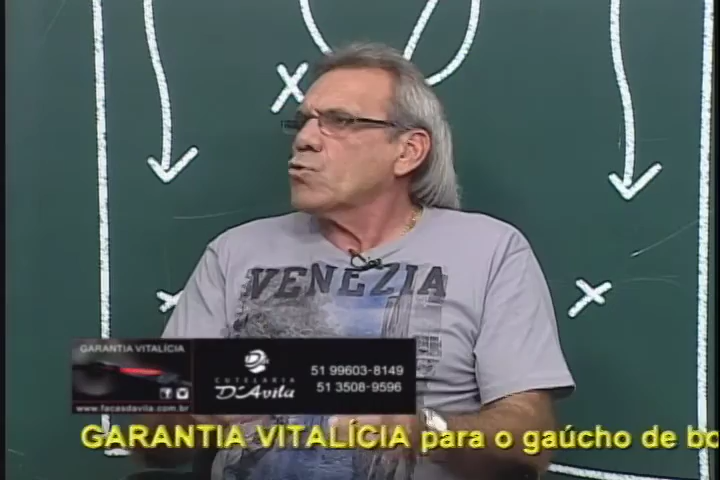 VENEZIA
GARANTIA VITALÍCIA
CUTELARIA
D'Avila
51 99603-8149
51 3508-9596
www.facasdavila.com.br
GARANTIA VITALÍCIA para o gaúcho de bo